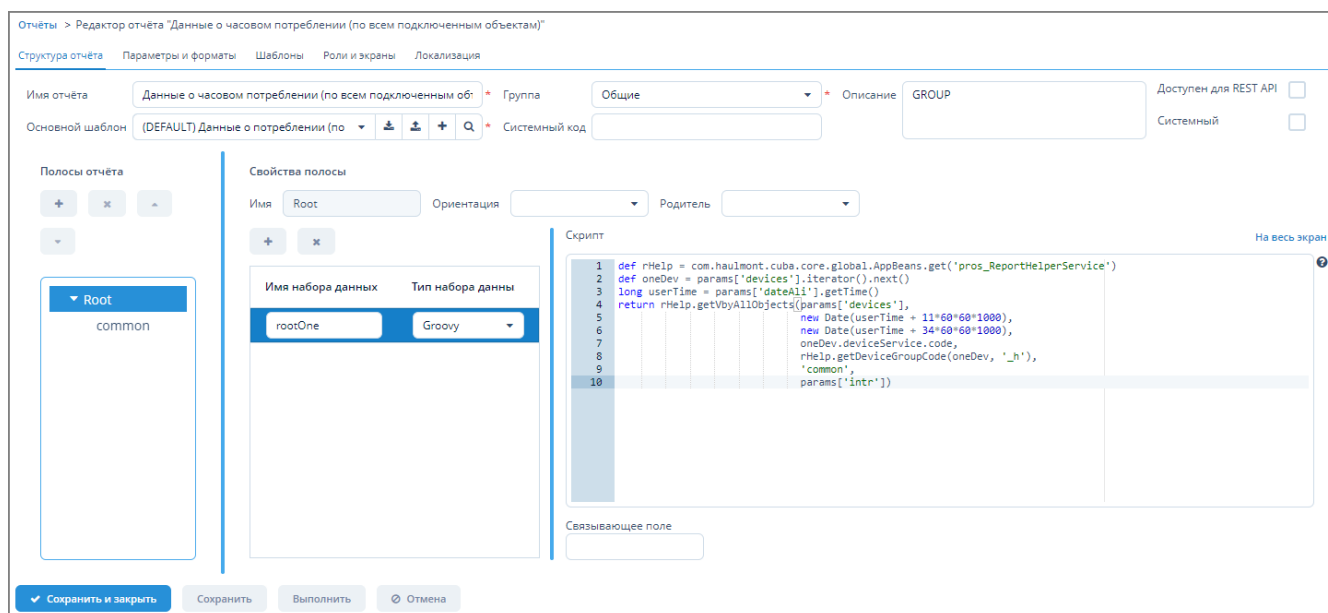 Отчёты > Редактор отчёта "Данные о часовом потреблении (по всем подключенным объектам)"
Структура отчёта Параметры и форматы Шаблоны Роли и экраны Локализация
Имя отчёта Данные о часовом потреблении (по всем подключенным об * Группа Общие * Описание GROUP Доступен для REST API
Основной шаблон (DEFAULT) Данные о потреблении (по * Системный код Системный
Полосы отчёта Свойства полосы
Имя Root Ориентация Родитель
Скрипт На весь экран
Имя набора данных Тип набора данны
Root
common
rootOne Groovy
1 def rHelp = com.haulmont.cuba.core.global.AppBeans.get('pros_ReportHelperService')
2 def oneDev = params['devices'].iterator().next()
3 long userTime = params['dateAli'].getTime()
4 return rHelp.getVbyAllObjects(params['devices'],
5 new Date(userTime + 11*60*60*1000),
6 new Date(userTime + 34*60*60*1000),
7 oneDev.deviceService.code,
8 rHelp.getDeviceGroupCode(oneDev, '_h'),
9 'common',
10 params['intr'])
Связывающее поле
Сохранить и закрыть Сохранить Выполнить Отмена